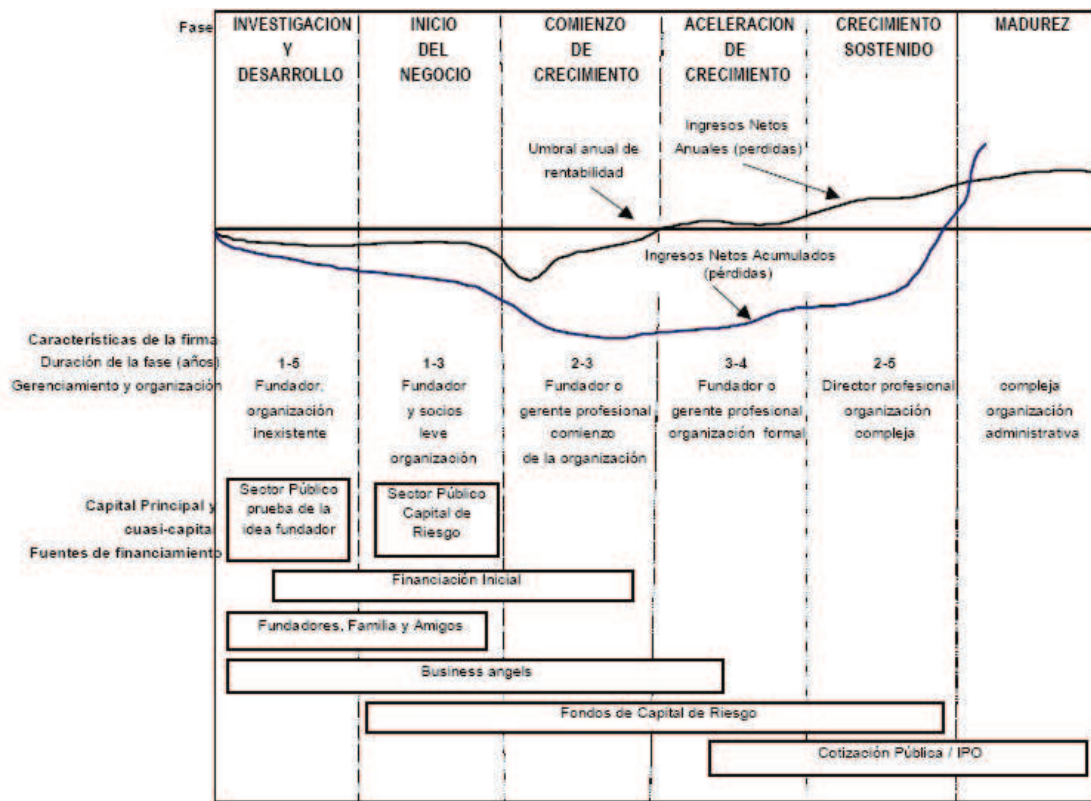 Fase
INVESTIGACION
Y
DESARROLLO
INICIO
DEL
NEGOCIO
COMIENZO
DE
CRECIMIENTO
ACELERACION
DE
CRECIMIENTO
CRECIMIENTO
SOSTENIDO
MADUREZ
Umbral anual de
rentabilidad
Ingresos Netos
Anuales (perdidas)
Ingresos Netos Acumulados
(pérdidas)
Características de la firma
Duración de la fase (años)
Gerenciamiento y organización
1-5
Fundador.
organización
inexistente
1-3
Fundador
y socios
leve
organización
2-3
Fundador o
gerente profesional
comienzo
de la organización
3-4
Fundador o
gerente profesional
organización formal
2-5
Director profesional
organización
compleja
compleja
organización
administrativa
Capital Principal y
cuasi-capital
Fuentes de financiamiento
Sector Público
prueba de la
idea fundador
Sector Público
Capital de
Riesgo
Financiación Inicial
Fundadores, Familia y Amigos
Business angels
Fondos de Capital de Riesgo
Cotización Pública / IPO